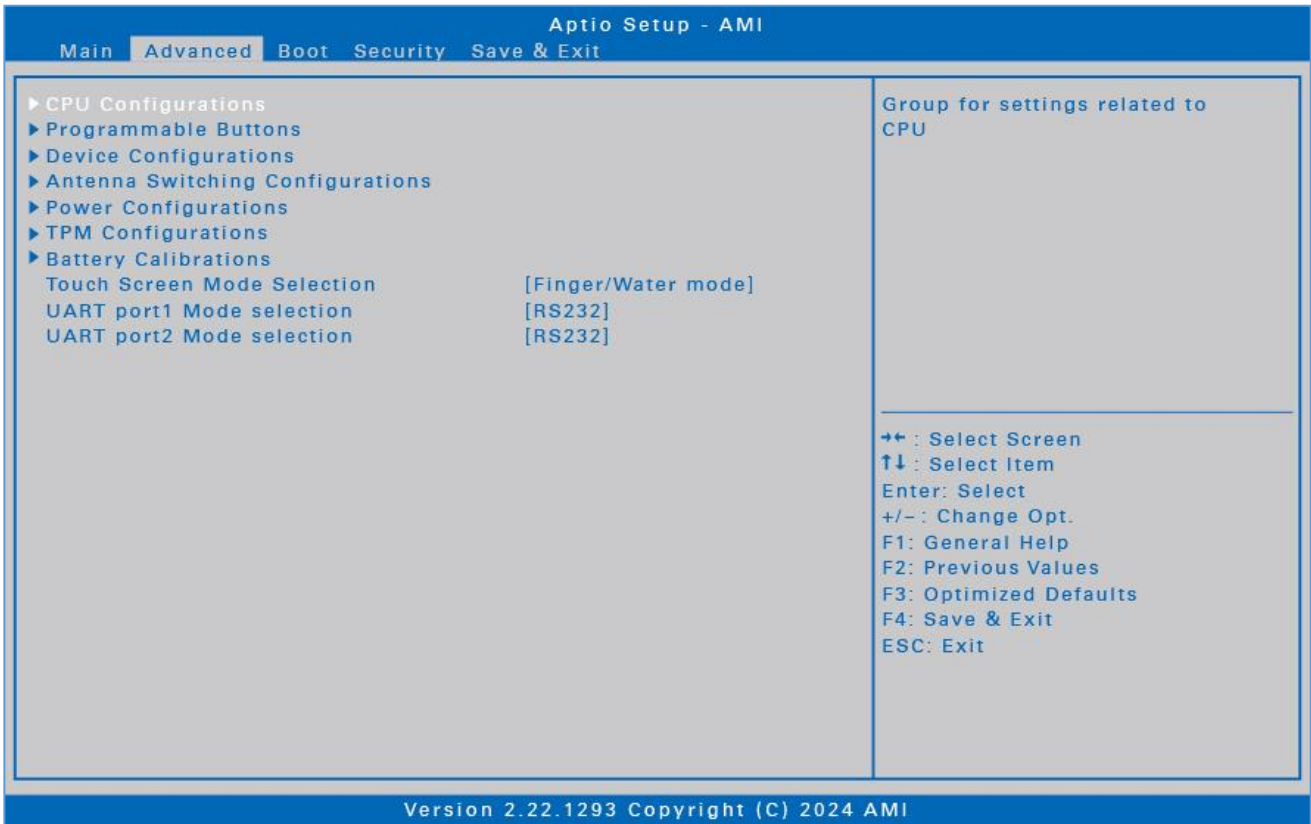 Aptio Setup - AMI
Main Advanced Boot Security Save & Exit
▶ CPU Configurations
▶ Programmable Buttons
▶ Device Configurations
▶ Antenna Switching Configurations
▶ Power Configurations
▶ TPM Configurations
▶ Battery Calibrations
Touch Screen Mode Selection [Finger/Water mode]
UART port1 Mode selection [RS232]
UART port2 Mode selection [RS232]
Group for settings related to
CPU
→← : Select Screen
↑↓ : Select Item
Enter: Select
+/– : Change Opt.
F1: General Help
F2: Previous Values
F3: Optimized Defaults
F4: Save & Exit
ESC: Exit
Version 2.22.1293 Copyright (C) 2024 AMI